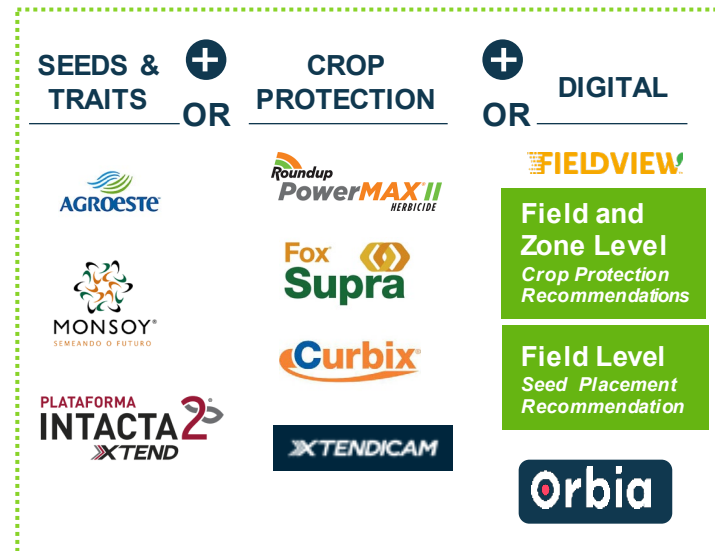 SEEDS &
TRAITS
+
OR
CROP
PROTECTION
+
OR
DIGITAL
AGROESTE
MONSOY®
SEMEANDO O FUTURO
PLATAFORMA
INTACTA 2
XTEND
Roundup
PowerMAX® II
HERBICIDE
Fox®
Supra
Curbix®
XTENDICAM
FIELDVIEW
Field and
Zone Level
Crop Protection
Recommendations
Field Level
Seed Placement
Recommendation
Orbia